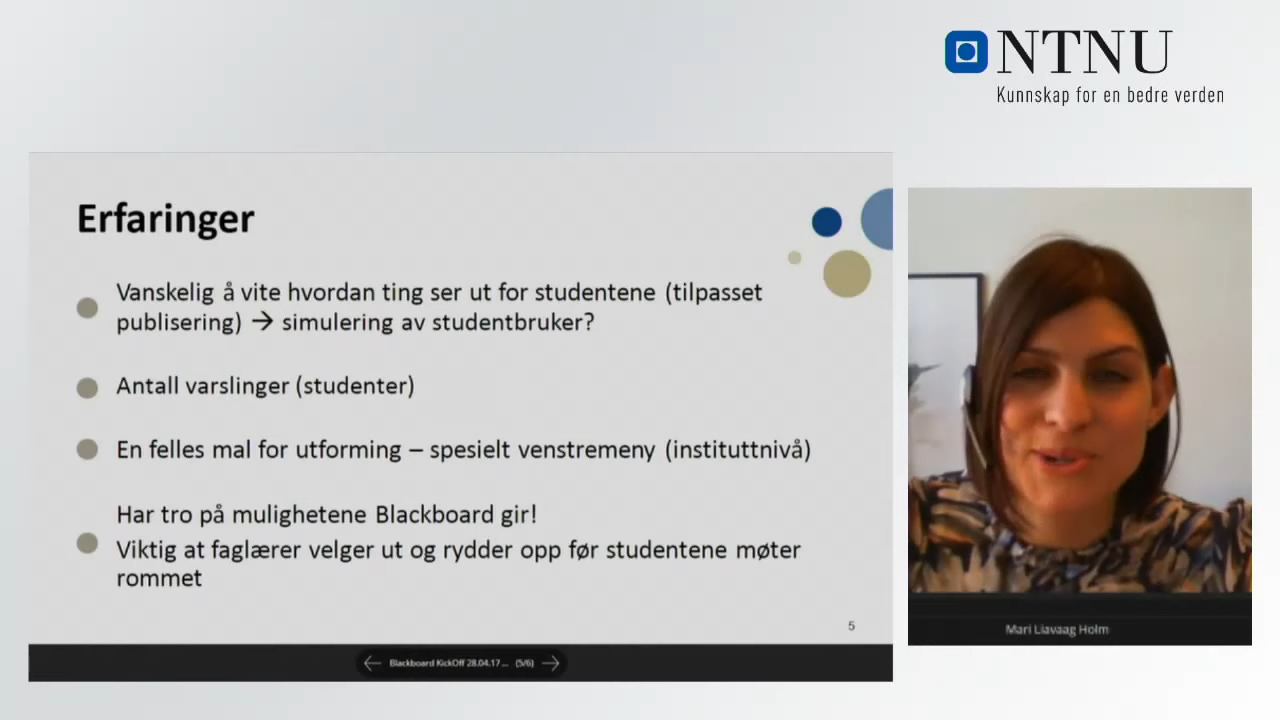 NTNU
Kunnskap for en bedre verden
Erfaringer
Vanskelig å vite hvordan ting ser ut for studentene (tilpasset
publisering) → simulering av studentbruker?
Antall varslinger (studenter)
En felles mal for utforming – spesielt venstremeny (instituttnivå)
Har tro på mulighetene Blackboard gir!
Viktig at faglærer velger ut og rydder opp før studentene møter
rommet
5
Blackboard KickOff 28.04.17... (5/6)
Mari Liavaag Holm